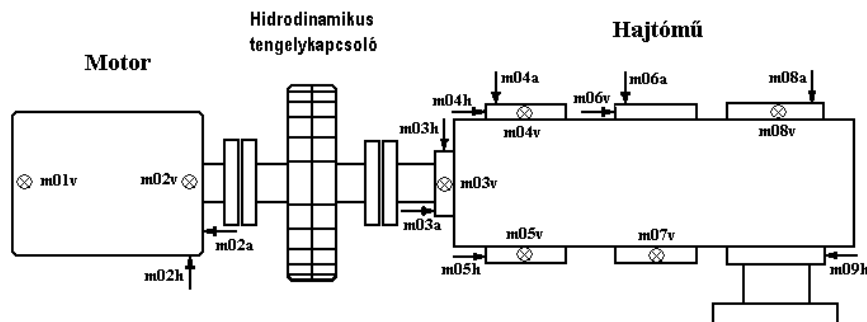 Hidrodinamikus
tengelykapcsoló
Motor
Hajtómű
m04a
m06a
m08a
m04h
m06v
m03h
m04v
m08v
m01v
m02v
m03v
m03a
m05v
m07v
m02a
m05h
m09h
m02h